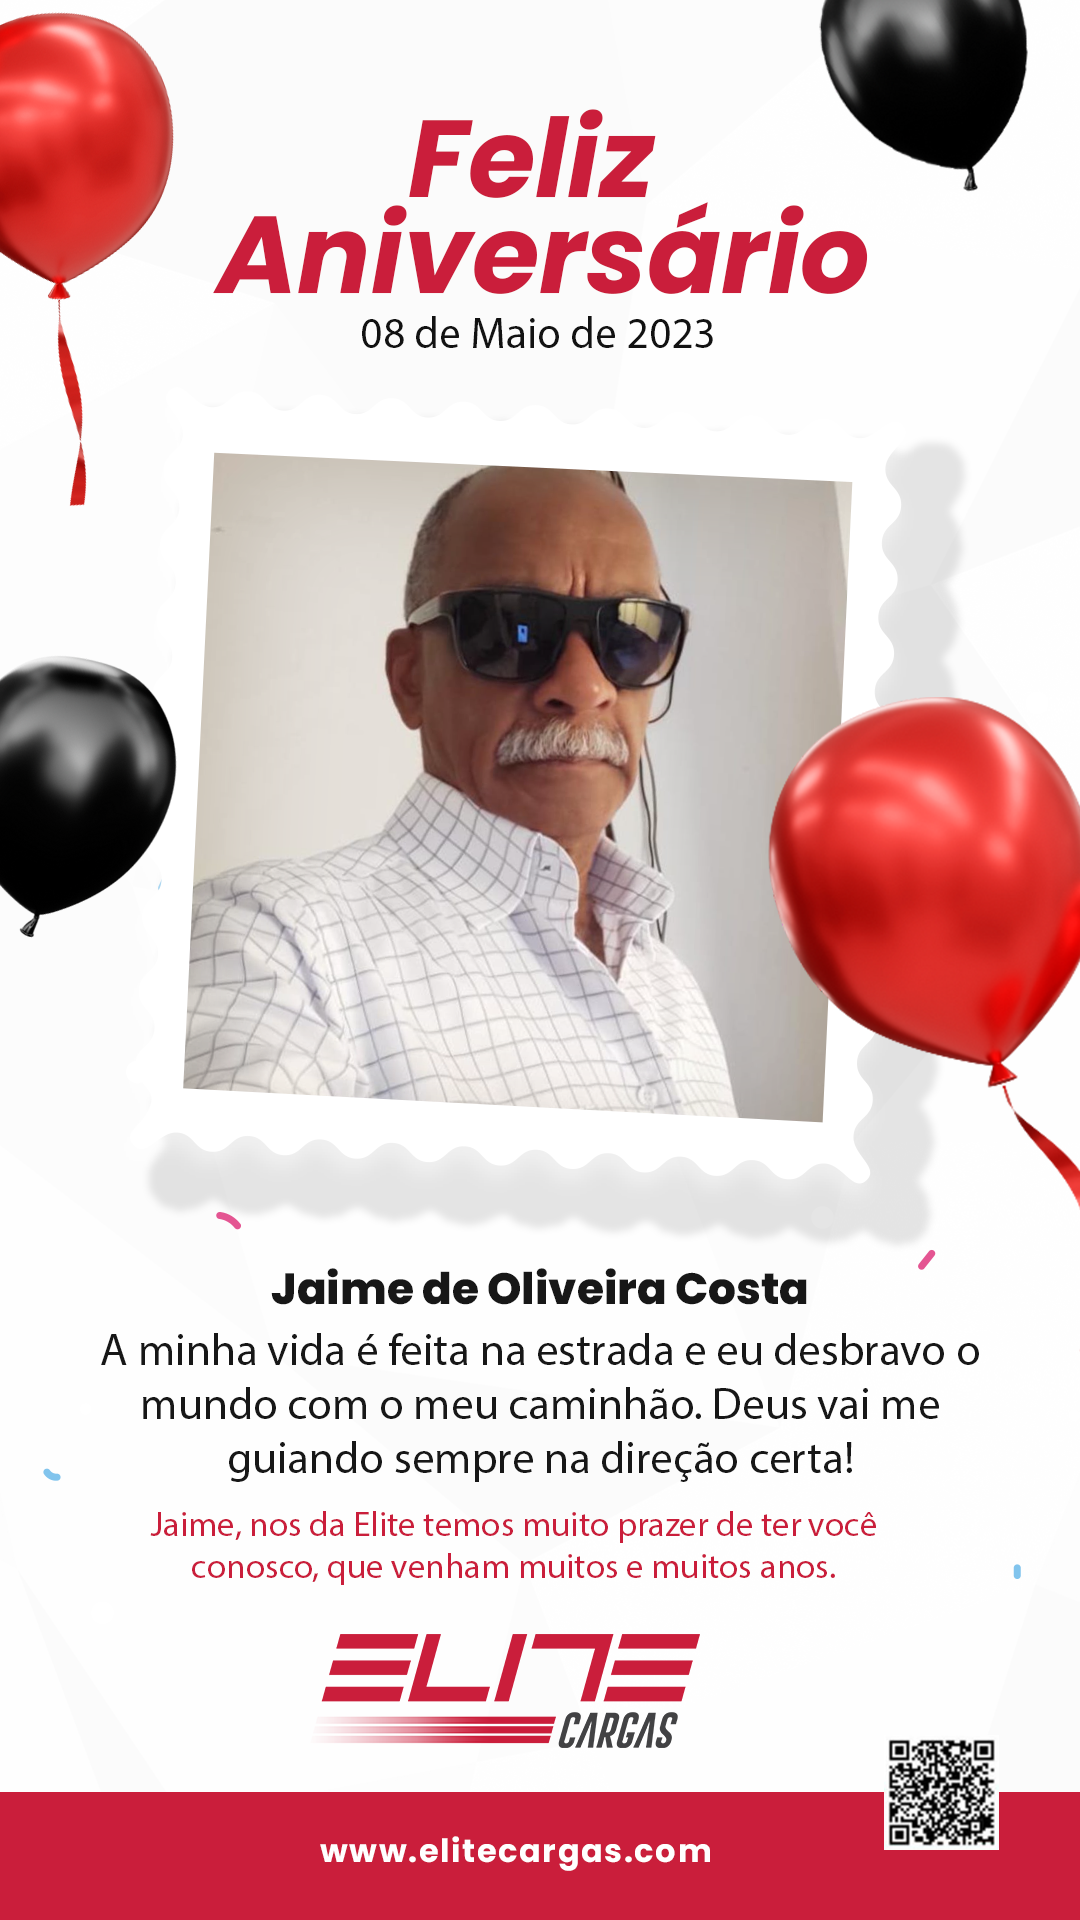 Feliz
Aniversário
08 de Maio de 2023
Jaime de Oliveira Costa
A minha vida é feita na estrada e eu desbravo o
mundo com o meu caminhão. Deus vai me
guiando sempre na direção certa!
Jaime, nos da Elite temos muito prazer de ter você
conosco, que venham muitos e muitos anos.
ELITE
CARGAS
www.elitecargas.com